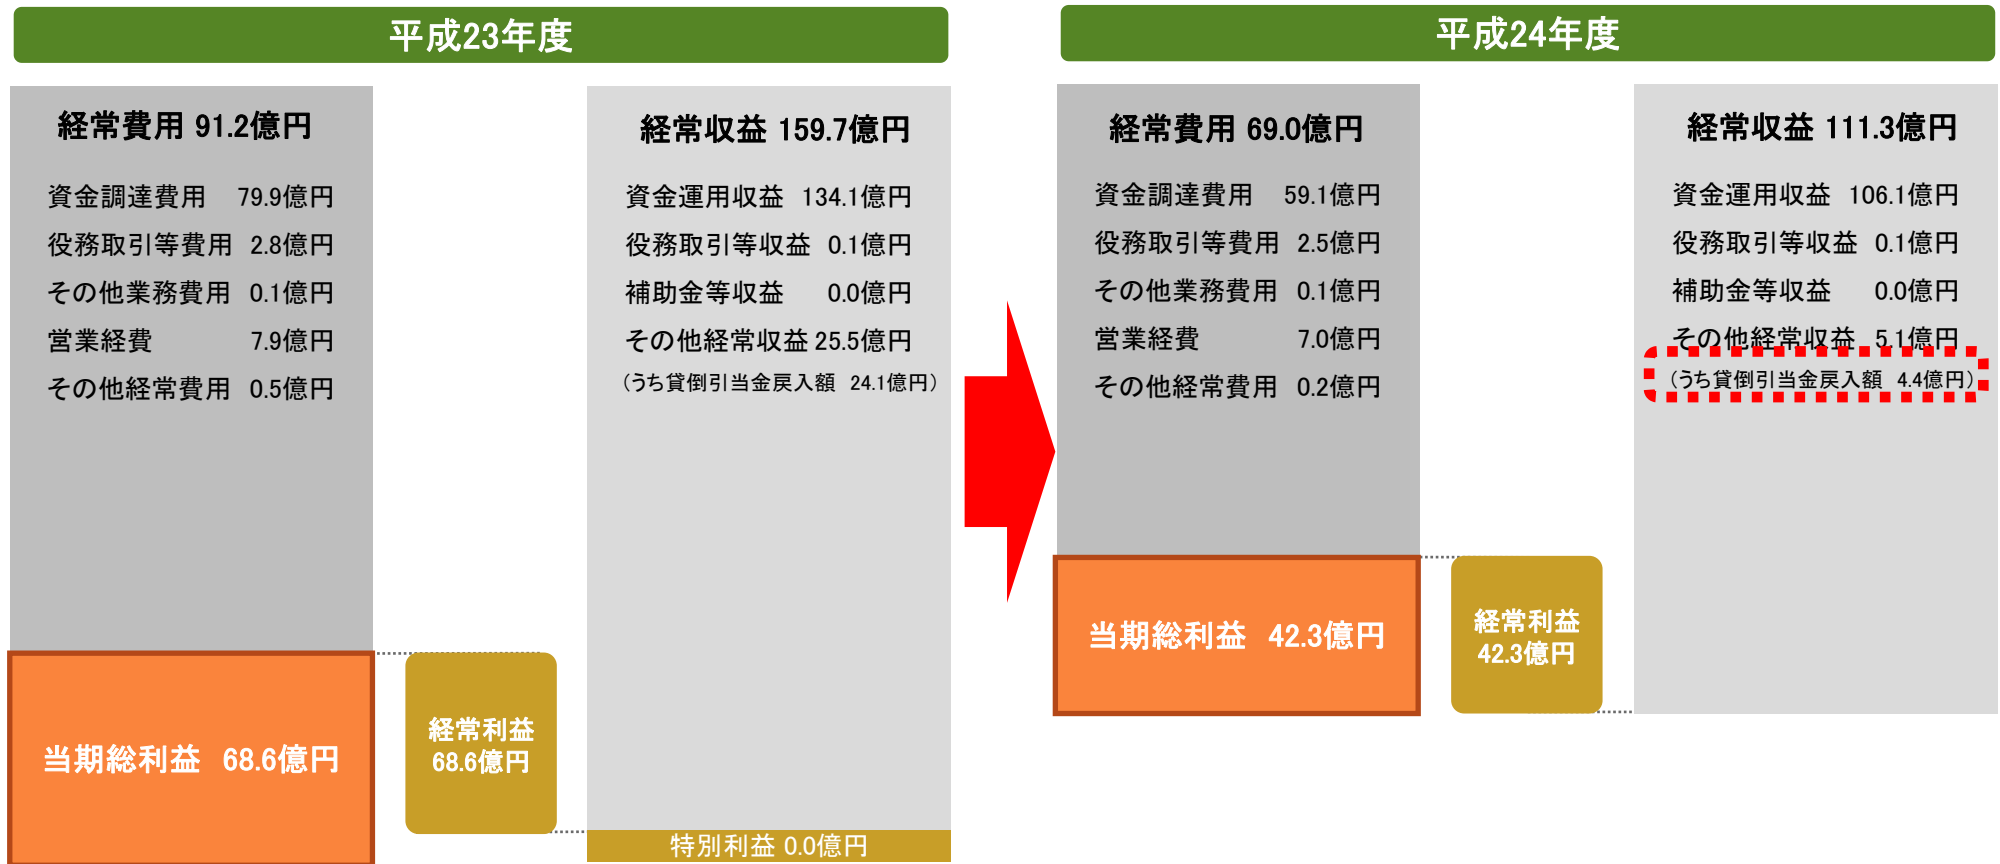 平成23年度
経常費用 91.2億円
資金調達費用 79.9億円
役務取引等費用 2.8億円
その他業務費用 0.1億円
営業経費 7.9億円
その他経常費用 0.5億円
当期総利益 68.6億円
経常利益
68.6億円
経常収益 159.7億円
資金運用収益 134.1億円
役務取引等収益 0.1億円
補助金等収益 0.0億円
その他経常収益 25.5億円
（うち貸倒引当金戻入額 24.1億円）
特別利益 0.0億円
平成24年度
経常費用 69.0億円
資金調達費用 59.1億円
役務取引等費用 2.5億円
その他業務費用 0.1億円
営業経費 7.0億円
その他経常費用 0.2億円
当期総利益 42.3億円
経常利益
42.3億円
経常収益 111.3億円
資金運用収益 106.1億円
役務取引等収益 0.1億円
補助金等収益 0.0億円
その他経常収益 5.1億円
（うち貸倒引当金戻入額 4.4億円）